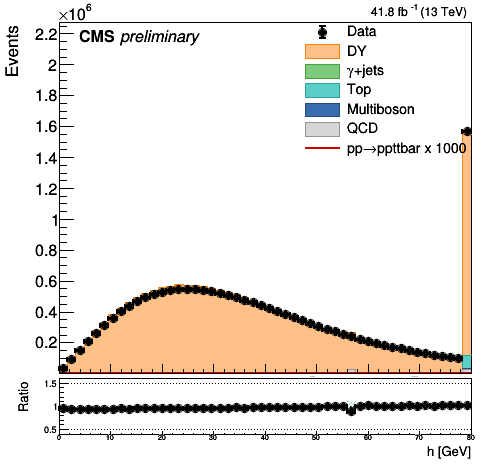 ×10^6
41.8 fb^-1 (13 TeV)
CMS preliminary
Events
2.2
2
1.8
1.6
1.4
1.2
1
0.8
0.6
0.4
0.2
Data
DY
γ+jets
Top
Multiboson
QCD
pp→ppttbar x 1000
Ratio
1.5
1
0.5
0 10 20 30 40 50 60 70 80
h [GeV]